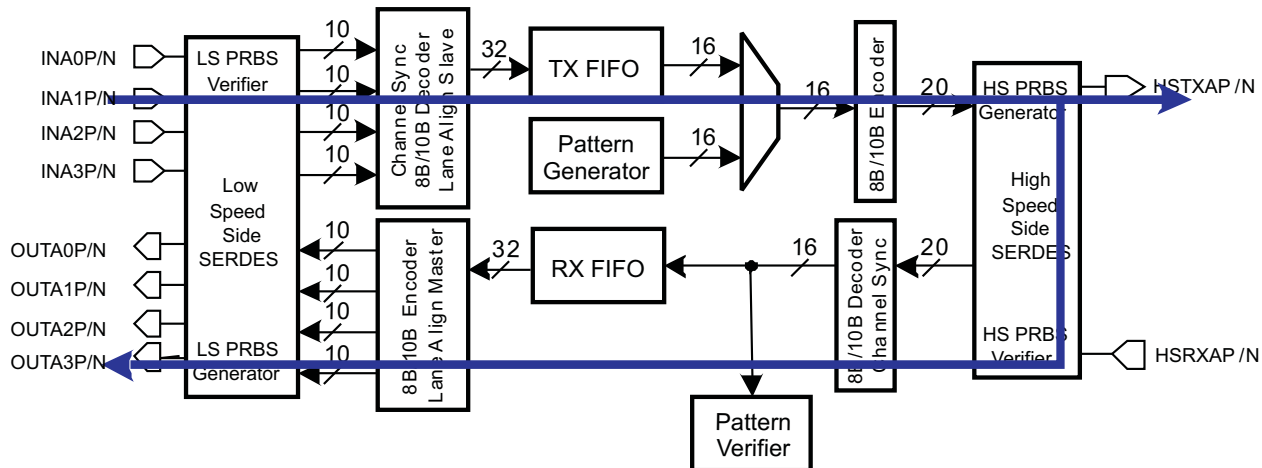 INA0P/N
INA1P/N
INA2P/N
INA3P/N
OUTA0P/N
OUTA1P/N
OUTA2P/N
OUTA3P/N
LS PRBS
Verifier
Low
Speed
Side
SERDES
LS PRBS
Generator
10
10
10
10
10
10
10
10
Channel Sync
8B/10B Decoder
Lane Align Slave
8B/10B Encoder
Lane Align Master
32
32
TX FIFO
Pattern
Generator
RX FIFO
16
16
16
16
Pattern
Verifier
8B/10B Encoder
8B/10B Decoder
Channel Sync
20
20
HS PRBS
Generator
High
Speed
Side
SERDES
HS PRBS
Verifier
HSTXAP/N
HSRXAP/N